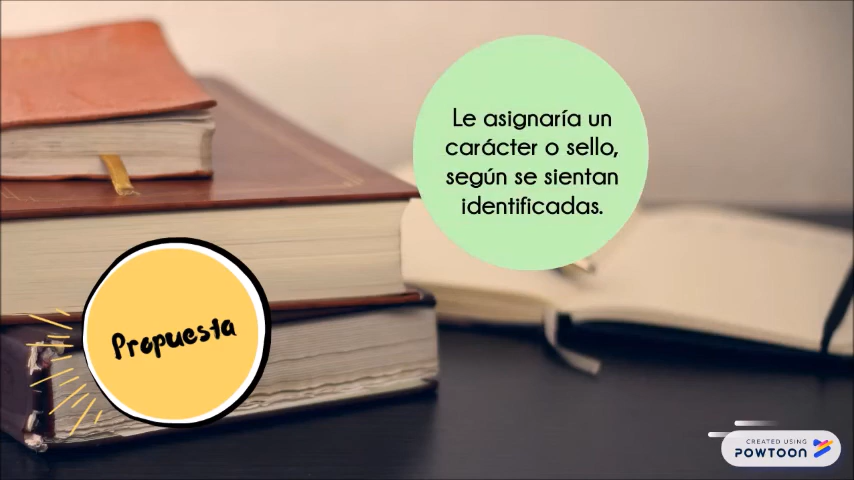 Le asignaría un
carácter o sello,
según se sientan
identificadas.
Propuesta
CREATED USING
POWTOON